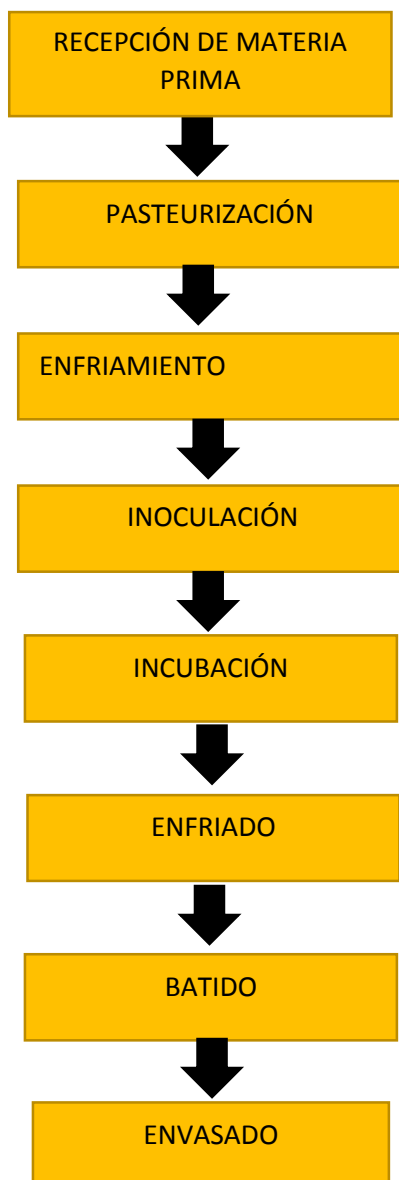 RECEPCIÓN DE MATERIA
PRIMA
PASTEURIZACIÓN
ENFRIAMIENTO
INOCULACIÓN
INCUBACIÓN
ENFRIADO
BATIDO
ENVASADO